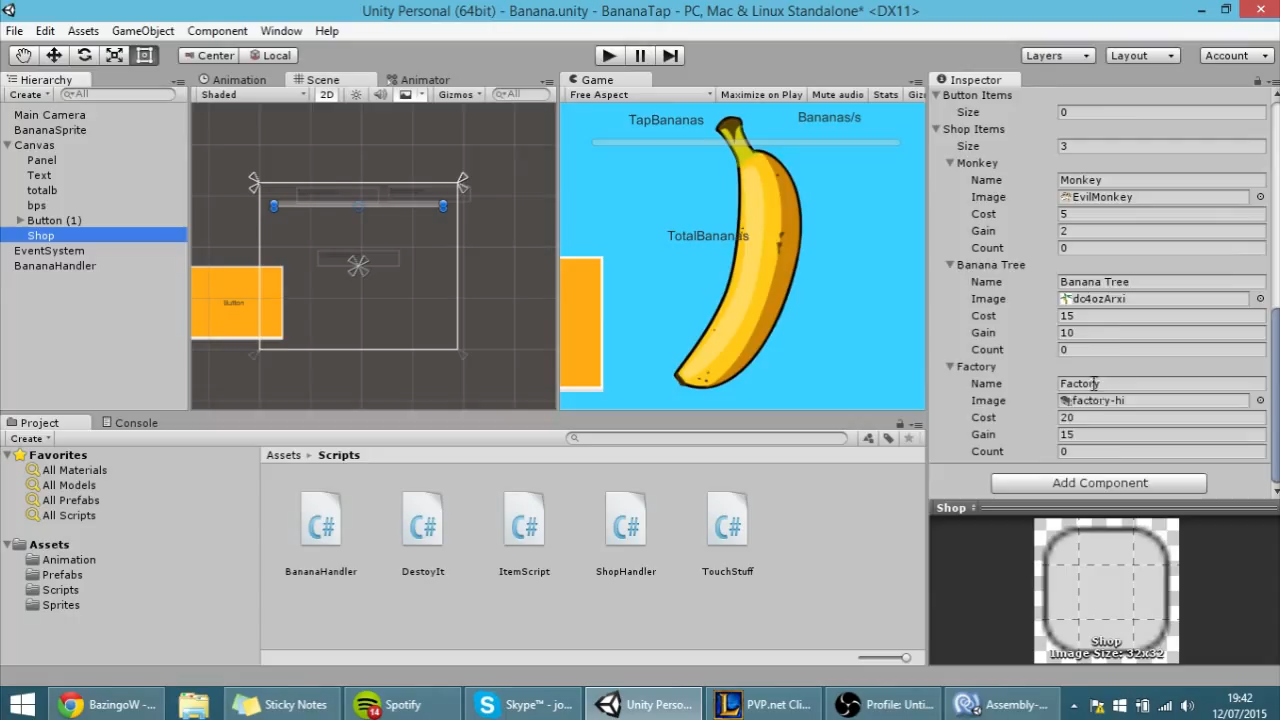 Unity Personal (64bit) - Banana.unity - BananaTap - PC, Mac & Linux Standalone* <DX11>
File Edit Assets GameObject Component Window Help
Center Local Layers Layout Account
Hierarchy
Create All
Main Camera
BananaSprite
Canvas
Panel
Text
totalb
bps
Button (1)
Shop
EventSystem
BananaHandler
Animation Scene Animator
Shaded 2D Gizmos All
Button
Game
Free Aspect Maximize on Play Mute audio Stats Giz
TapBananas Bananas/s
TotalBananas
Inspector
Button Items
Size 0
Shop Items
Size 3
Monkey
Name Monkey
Image EvilMonkey
Cost 5
Gain 2
Count 0
Banana Tree
Name Banana Tree
Image dc4ozArxi
Cost 15
Gain 10
Count 0
Factory
Name Factory
Image factory-hi
Cost 20
Gain 15
Count 0
Add Component
Shop
Shop
Image Size: 32x32
Project Console
Create
Favorites
All Materials
All Models
All Prefabs
All Scripts
Assets
Animation
Prefabs
Scripts
Sprites
Assets Scripts
C# C# C# C# C#
BananaHandler DestoyIt ItemScript ShopHandler TouchStuff
BazingoW -... Sticky Notes Spotify 14 Skype™ - jo... Unity Perso... PVP.net Cli... Profile: Unti... Assembly-...
19:42
12/07/2015